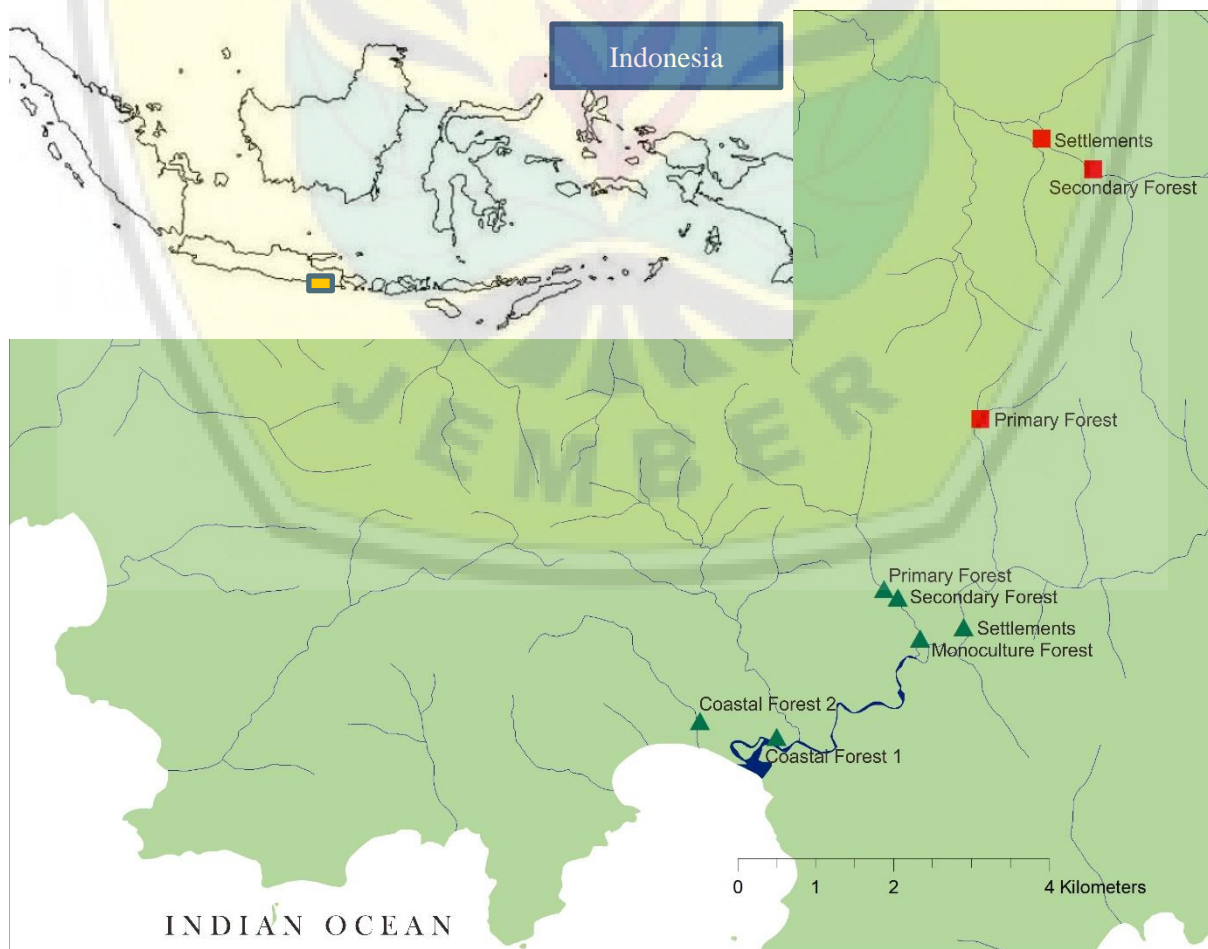 Indonesia
Settlements
Secondary Forest
Primary Forest
JEMBER
Primary Forest
Secondary Forest
Settlements
Monoculture Forest
Coastal Forest 2
Coastal Forest 1
0 1 2 4 Kilometers
INDIAN OCEAN